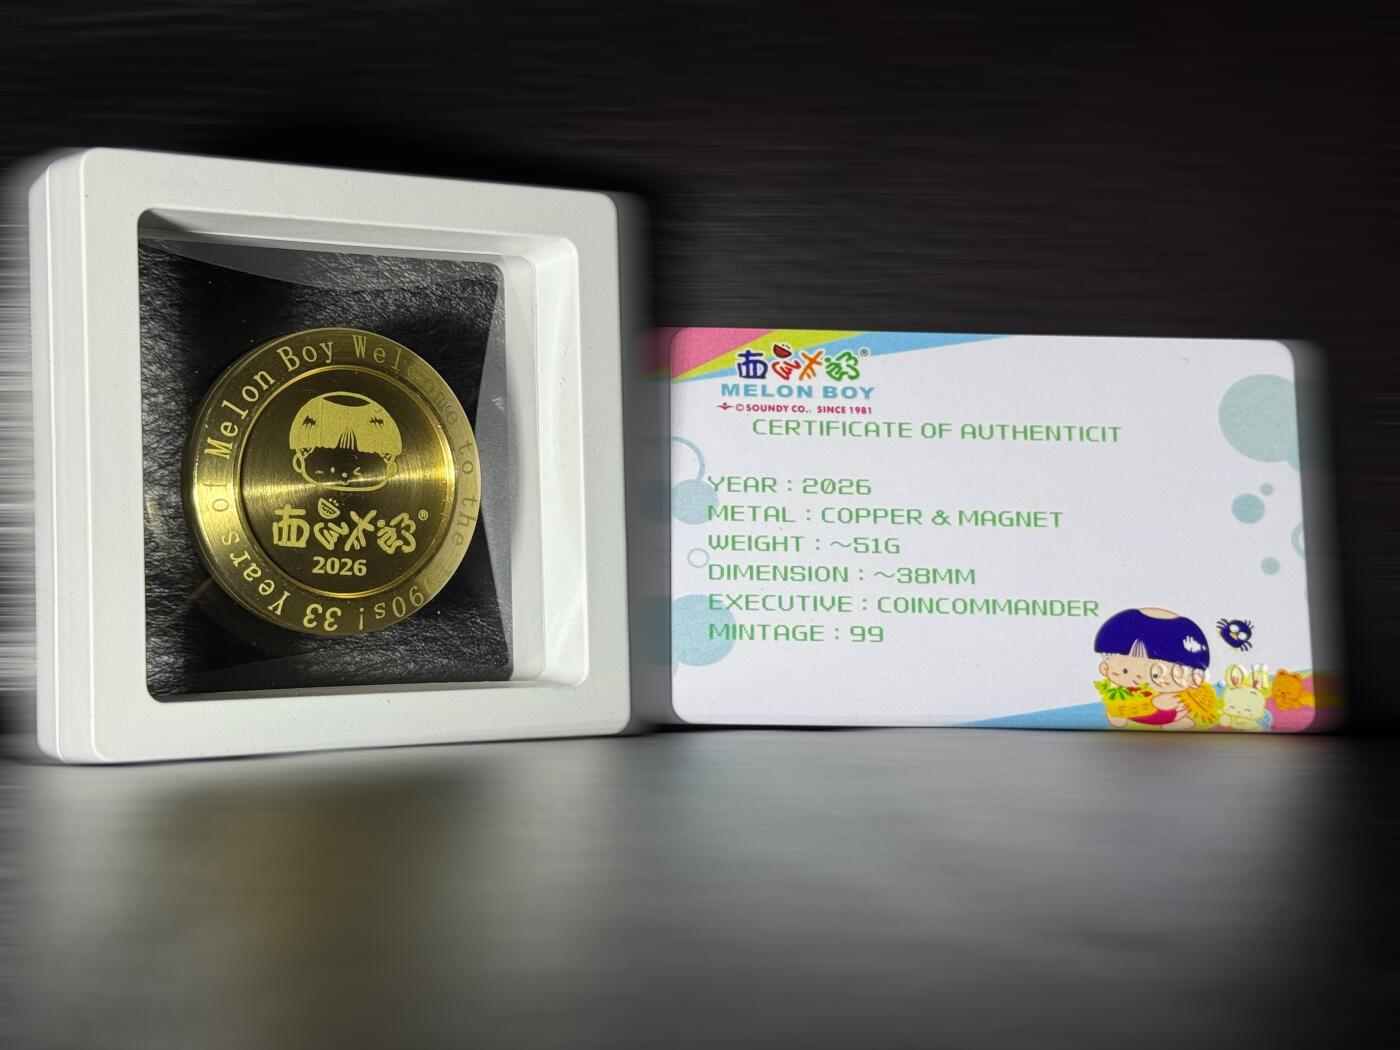 33 Years of Melon Boy Welcome to the 90s!
西瓜太郎®
2026
西瓜太郎®
MELON BOY
©SOUNDY CO., SINCE 1981
CERTIFICATE OF AUTHENTICIT
YEAR : 2026
METAL : COPPER & MAGNET
WEIGHT : ~51G
DIMENSION : ~38MM
EXECUTIVE : COINCOMMANDER
MINTAGE : 99